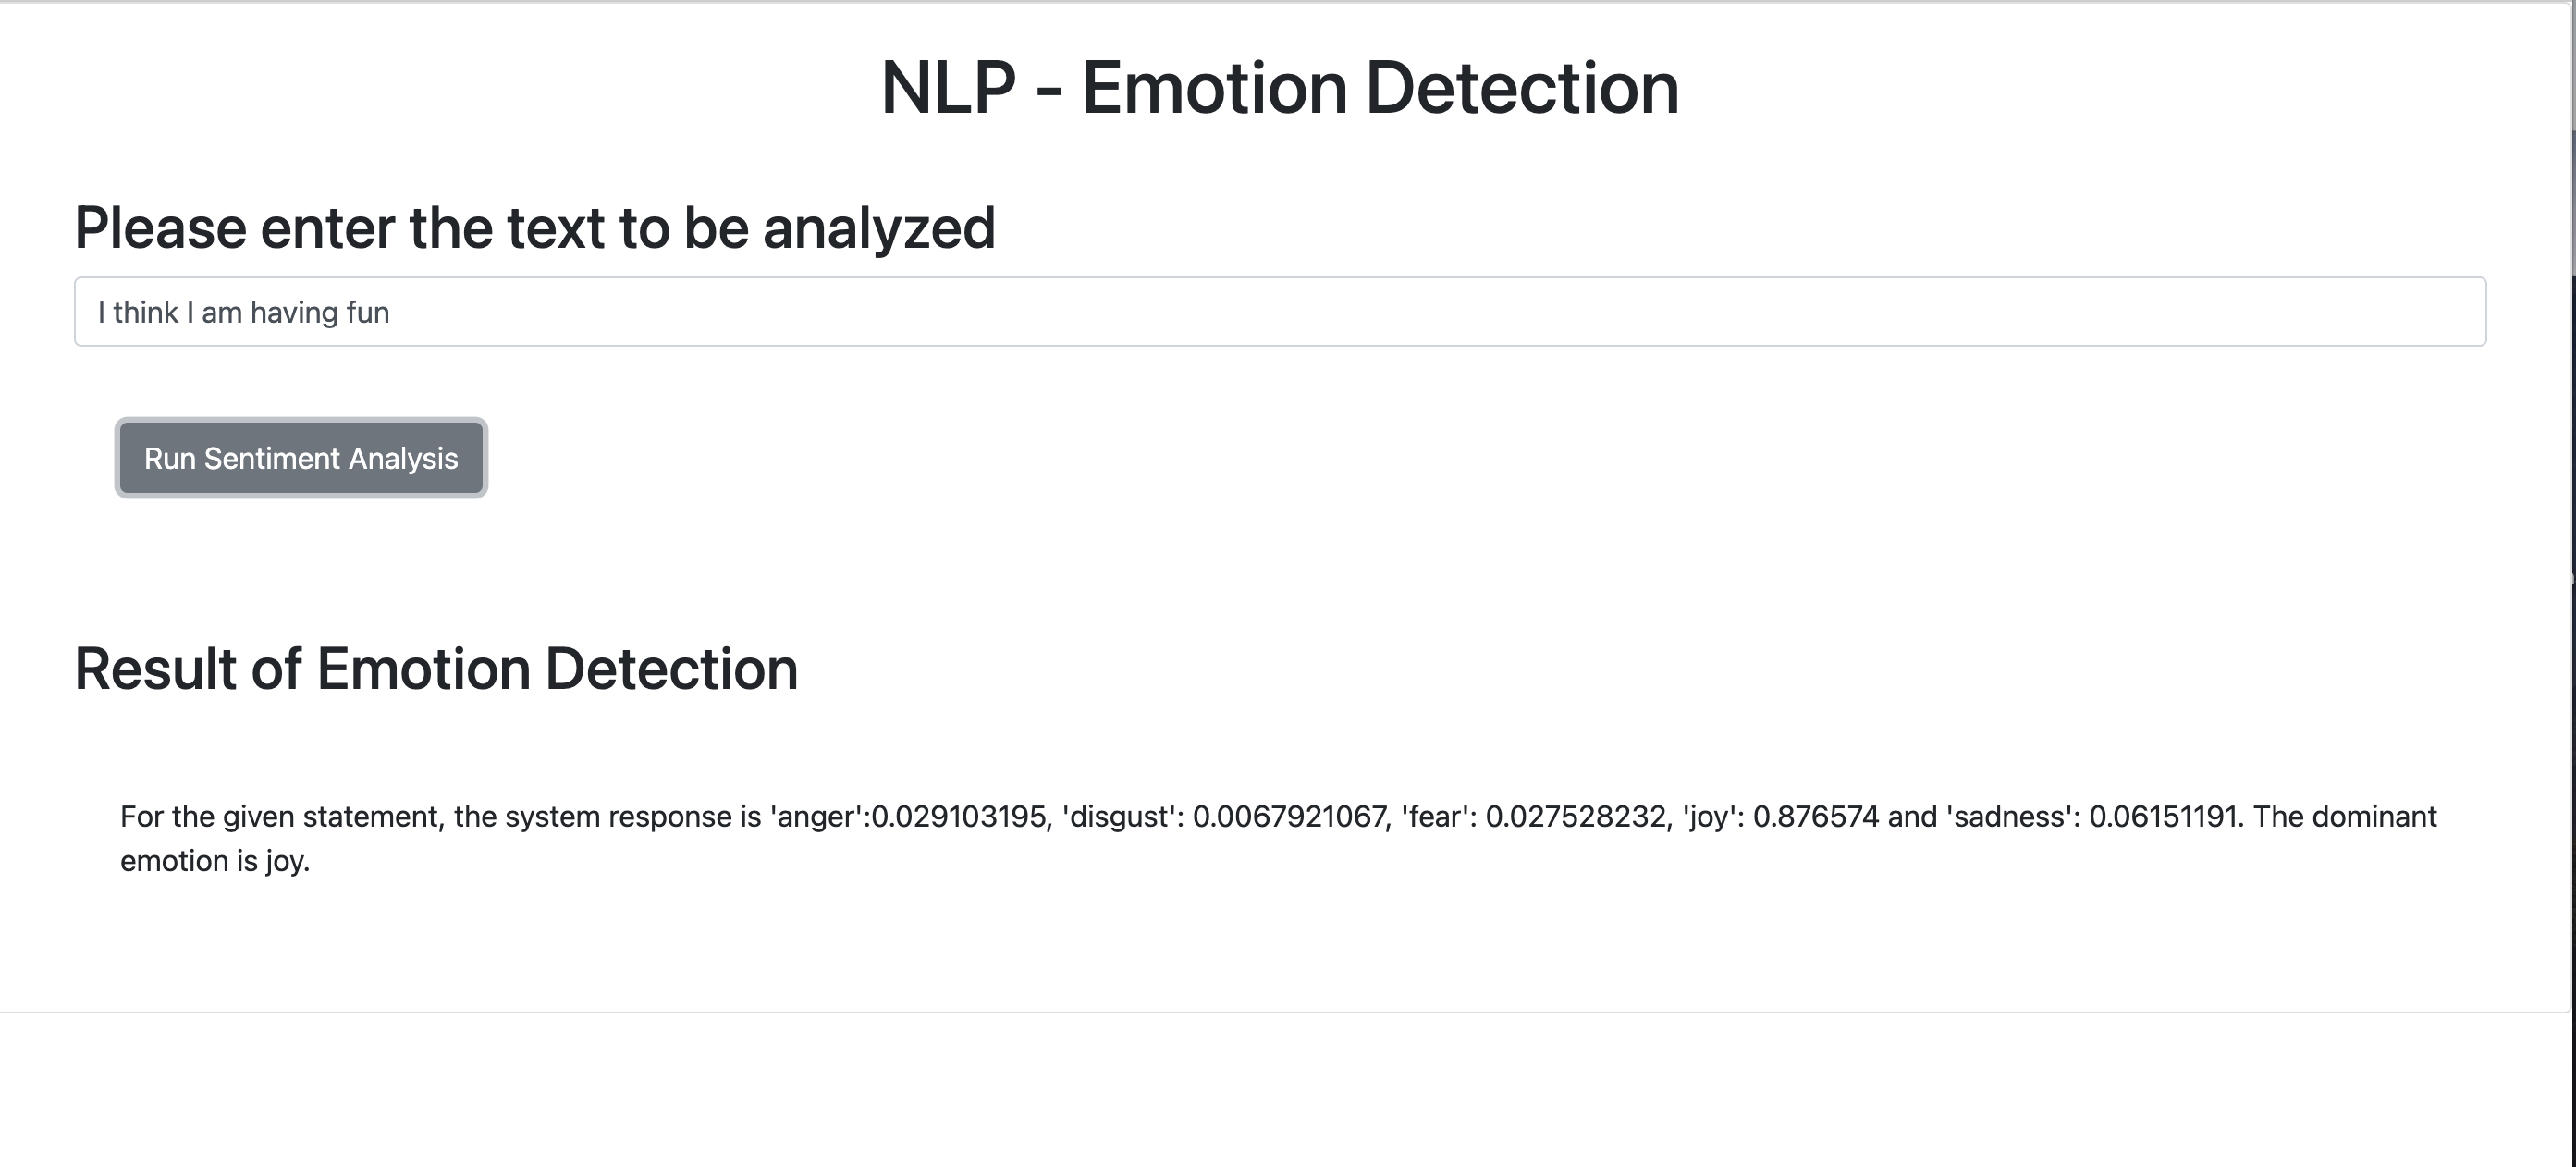 NLP - Emotion Detection
Please enter the text to be analyzed
I think I am having fun
Run Sentiment Analysis
Result of Emotion Detection
For the given statement, the system response is 'anger':0.029103195, 'disgust': 0.0067921067, 'fear': 0.027528232, 'joy': 0.876574 and 'sadness': 0.06151191. The dominant
emotion is joy.